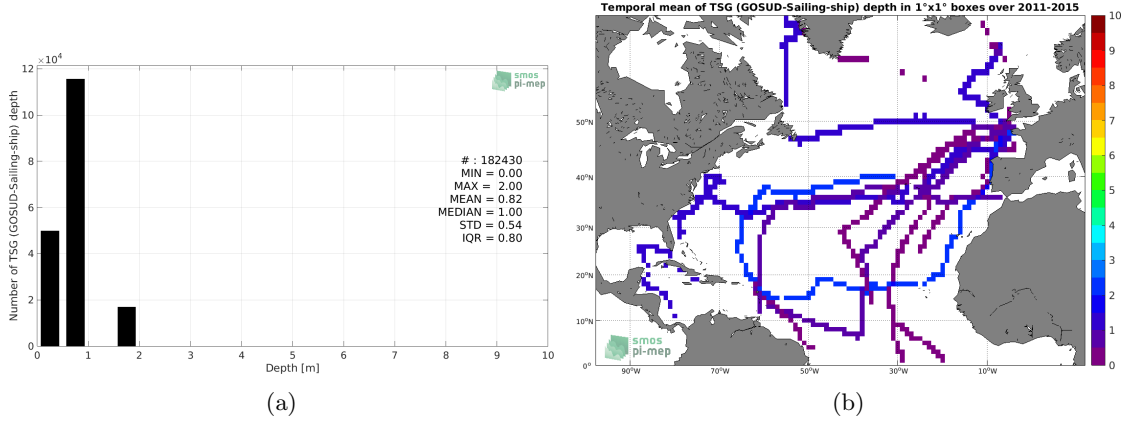 Temporal mean of TSG (GOSUD-Sailing-ship) depth in 1°x1° boxes over 2011-2015
×10⁴
12
10
8
6
4
2
0
Number of TSG (GOSUD-Sailing-ship) depth
0 1 2 3 4 5 6 7 8 9 10
Depth [m]
smos
pi-mep
# : 182430
MIN = 0.00
MAX = 2.00
MEAN = 0.82
MEDIAN = 1.00
STD = 0.54
IQR = 0.80
(a)
50°N
40°N
30°N
20°N
10°N
0°
90°W 70°W 50°W 30°W 10°W
smos
pi-mep
10
9
8
7
6
5
4
3
2
1
0
(b)